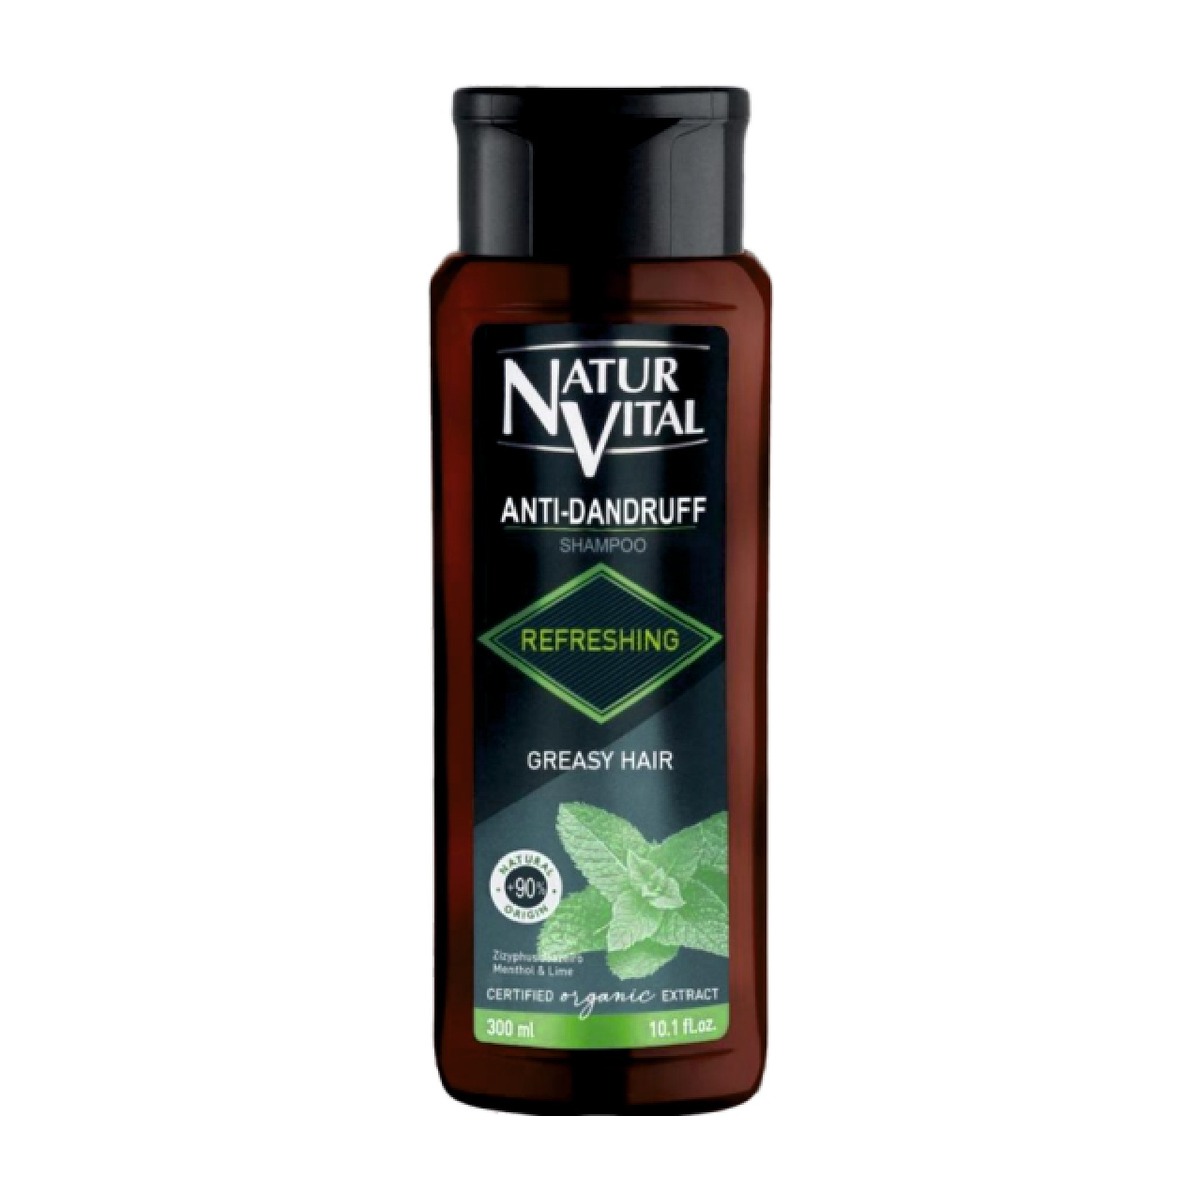 NATUR
VITAL
ANTI-DANDRUFF
SHAMPOO
REFRESHING
GREASY HAIR
NATURAL
+90%
ORIGIN
Zizyphus
Menthol & Lime
CERTIFIED organic EXTRACT
300 ml 10.1 fl.oz.